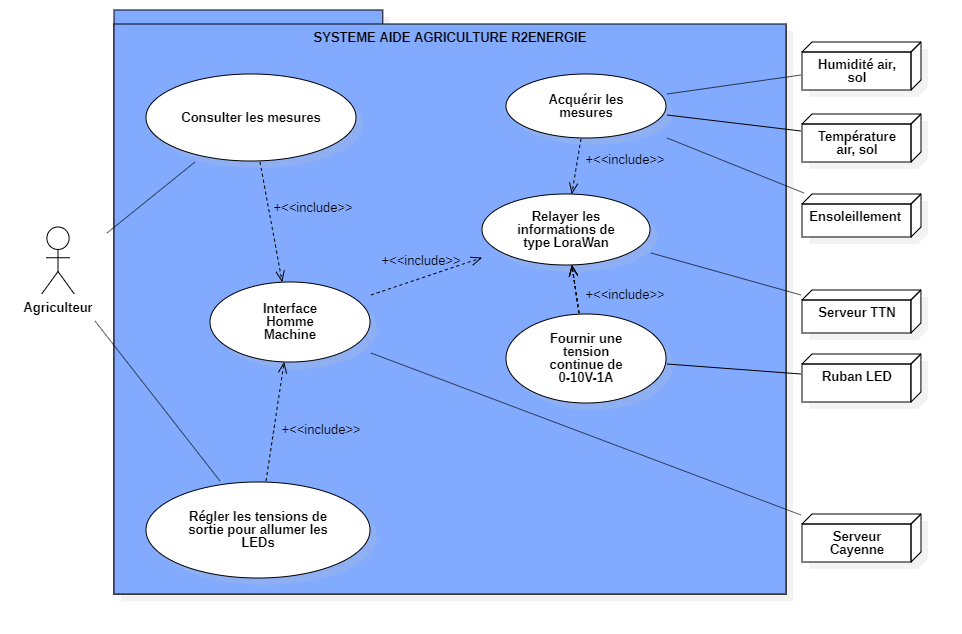 SYSTEME AIDE AGRICULTURE R2ENERGIE
Consulter les mesures
Acquérir les
mesures
Humidité air,
sol
Température
air, sol
+<<include>>
+<<include>>
Ensoleillement
Relayer les
informations de
type LoraWan
+<<include>>
Agriculteur
Interface
Homme
Machine
+<<include>>
Serveur TTN
Fournir une
tension
continue de
0-10V-1A
Ruban LED
+<<include>>
Régler les tensions de
sortie pour allumer les
LEDs
Serveur
Cayenne